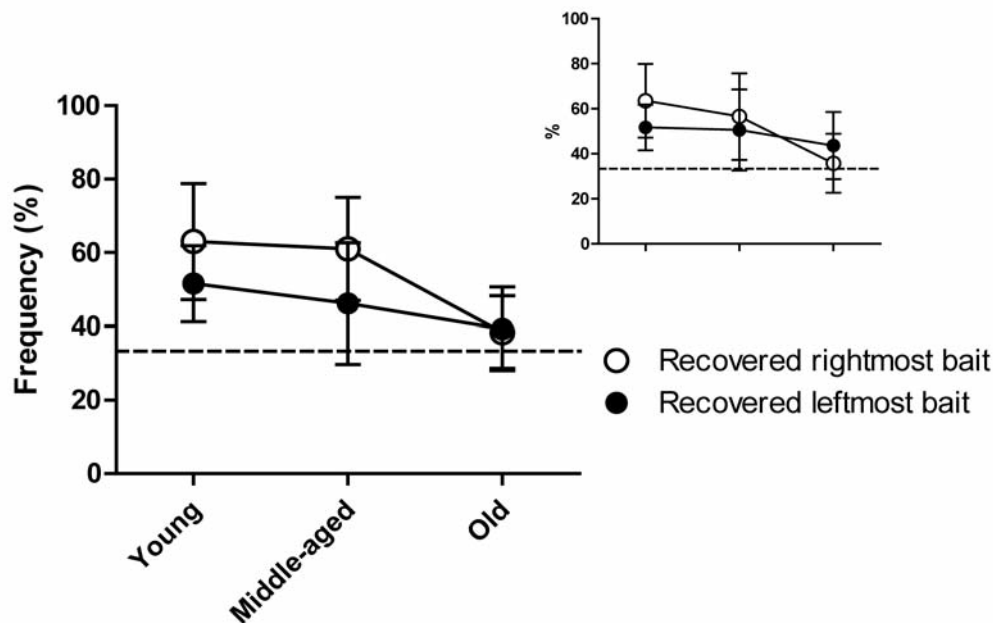 100
80
60
40
20
0
%
100
80
60
40
20
0
Frequency (%)
Recovered rightmost bait
Recovered leftmost bait
Young
Middle-aged
Old